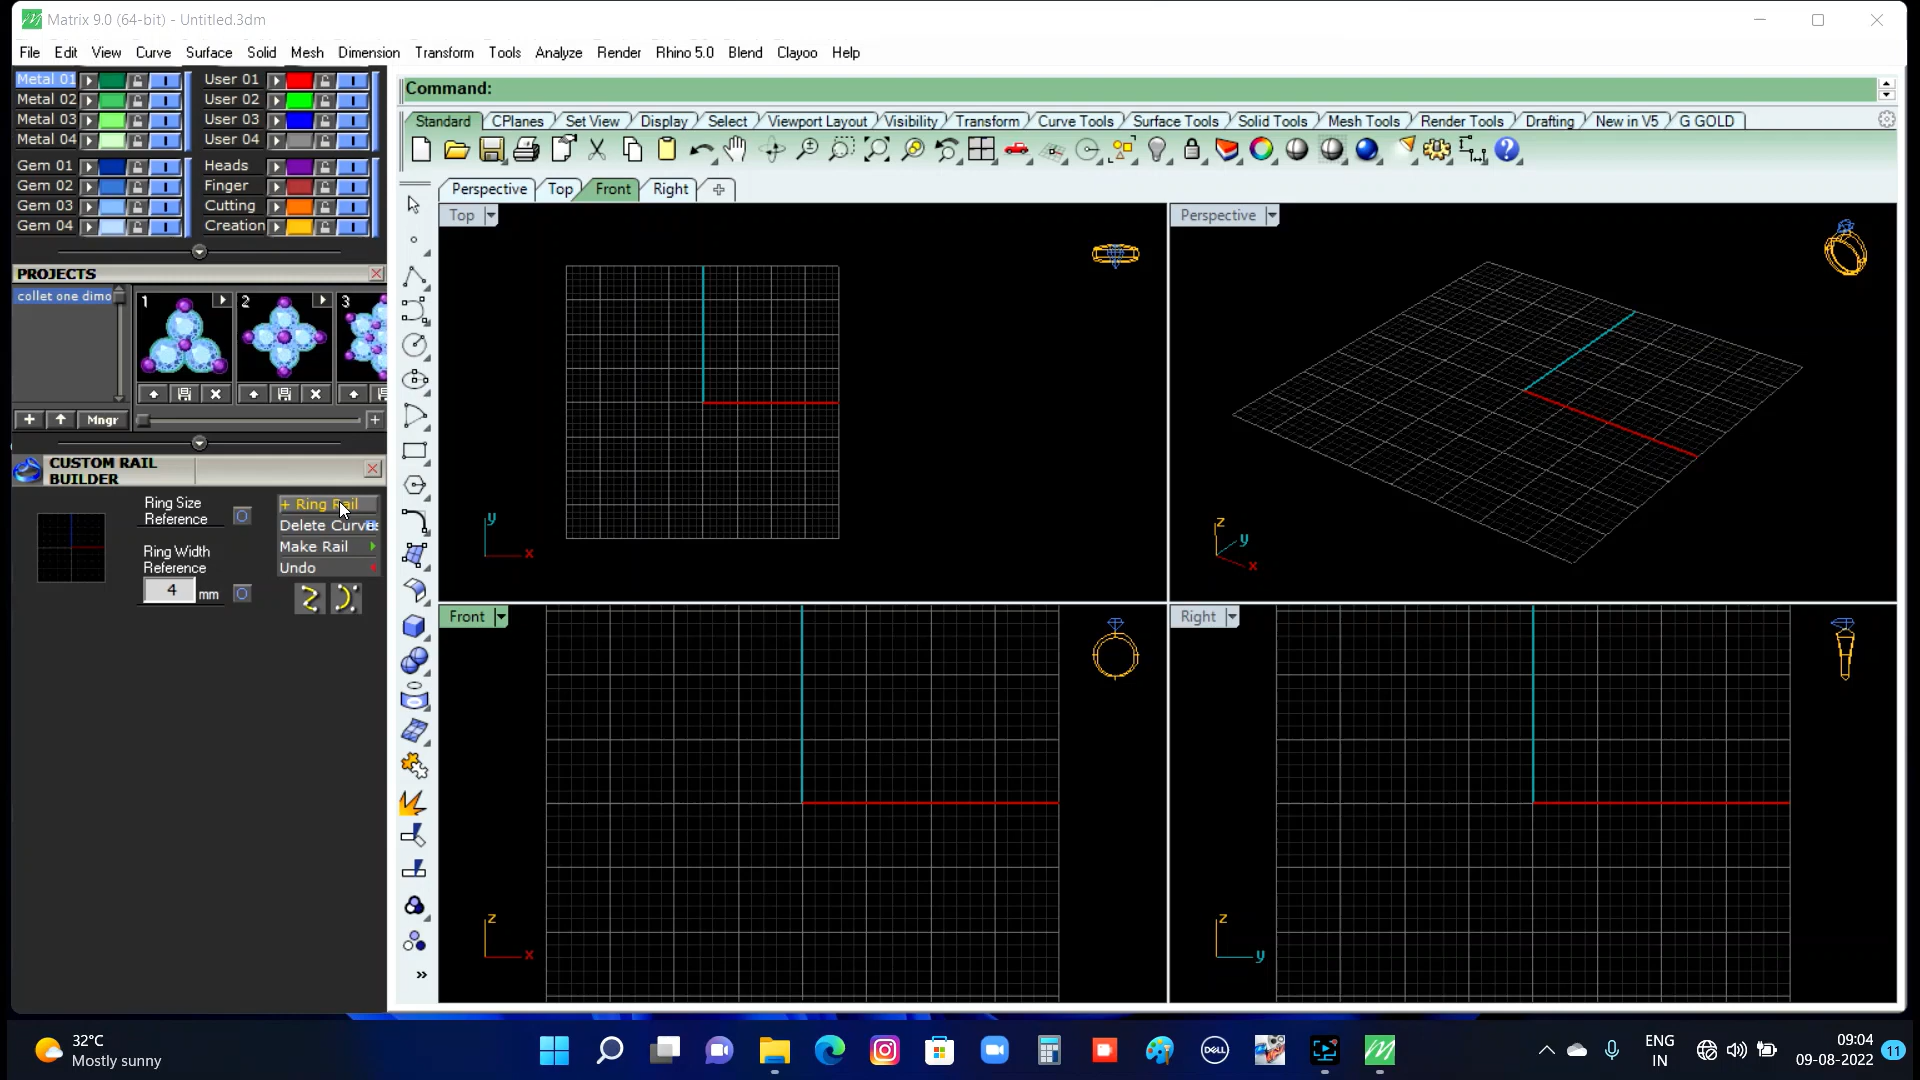 Matrix 9.0 (64-bit) - Untitled.3dm
File Edit View Curve Surface Solid Mesh Dimension Transform Tools Analyze Render Rhino 5.0 Blend Clayoo Help
Metal 01 User 01
Metal 02 User 02
Metal 03 User 03
Metal 04 User 04
Gem 01 Heads
Gem 02 Finger
Gem 03 Cutting
Gem 04 Creation
Command:
Standard CPlanes Set View Display Select Viewport Layout Visibility Transform Curve Tools Surface Tools Solid Tools Mesh Tools Render Tools Drafting New in V5 G GOLD
Perspective Top Front Right
PROJECTS
collet one dimo
1 2 3
+ Mngr +
CUSTOM RAIL
BUILDER
Ring Size
Reference
Ring Width
Reference
4 mm
+ Ring Rail
Delete Curve
Make Rail
Undo
Top
y
x
Perspective
z
y
x
Front
z
x
Right
z
y
32°C
Mostly sunny
DELL
ENG
IN
09:04
09-08-2022
11